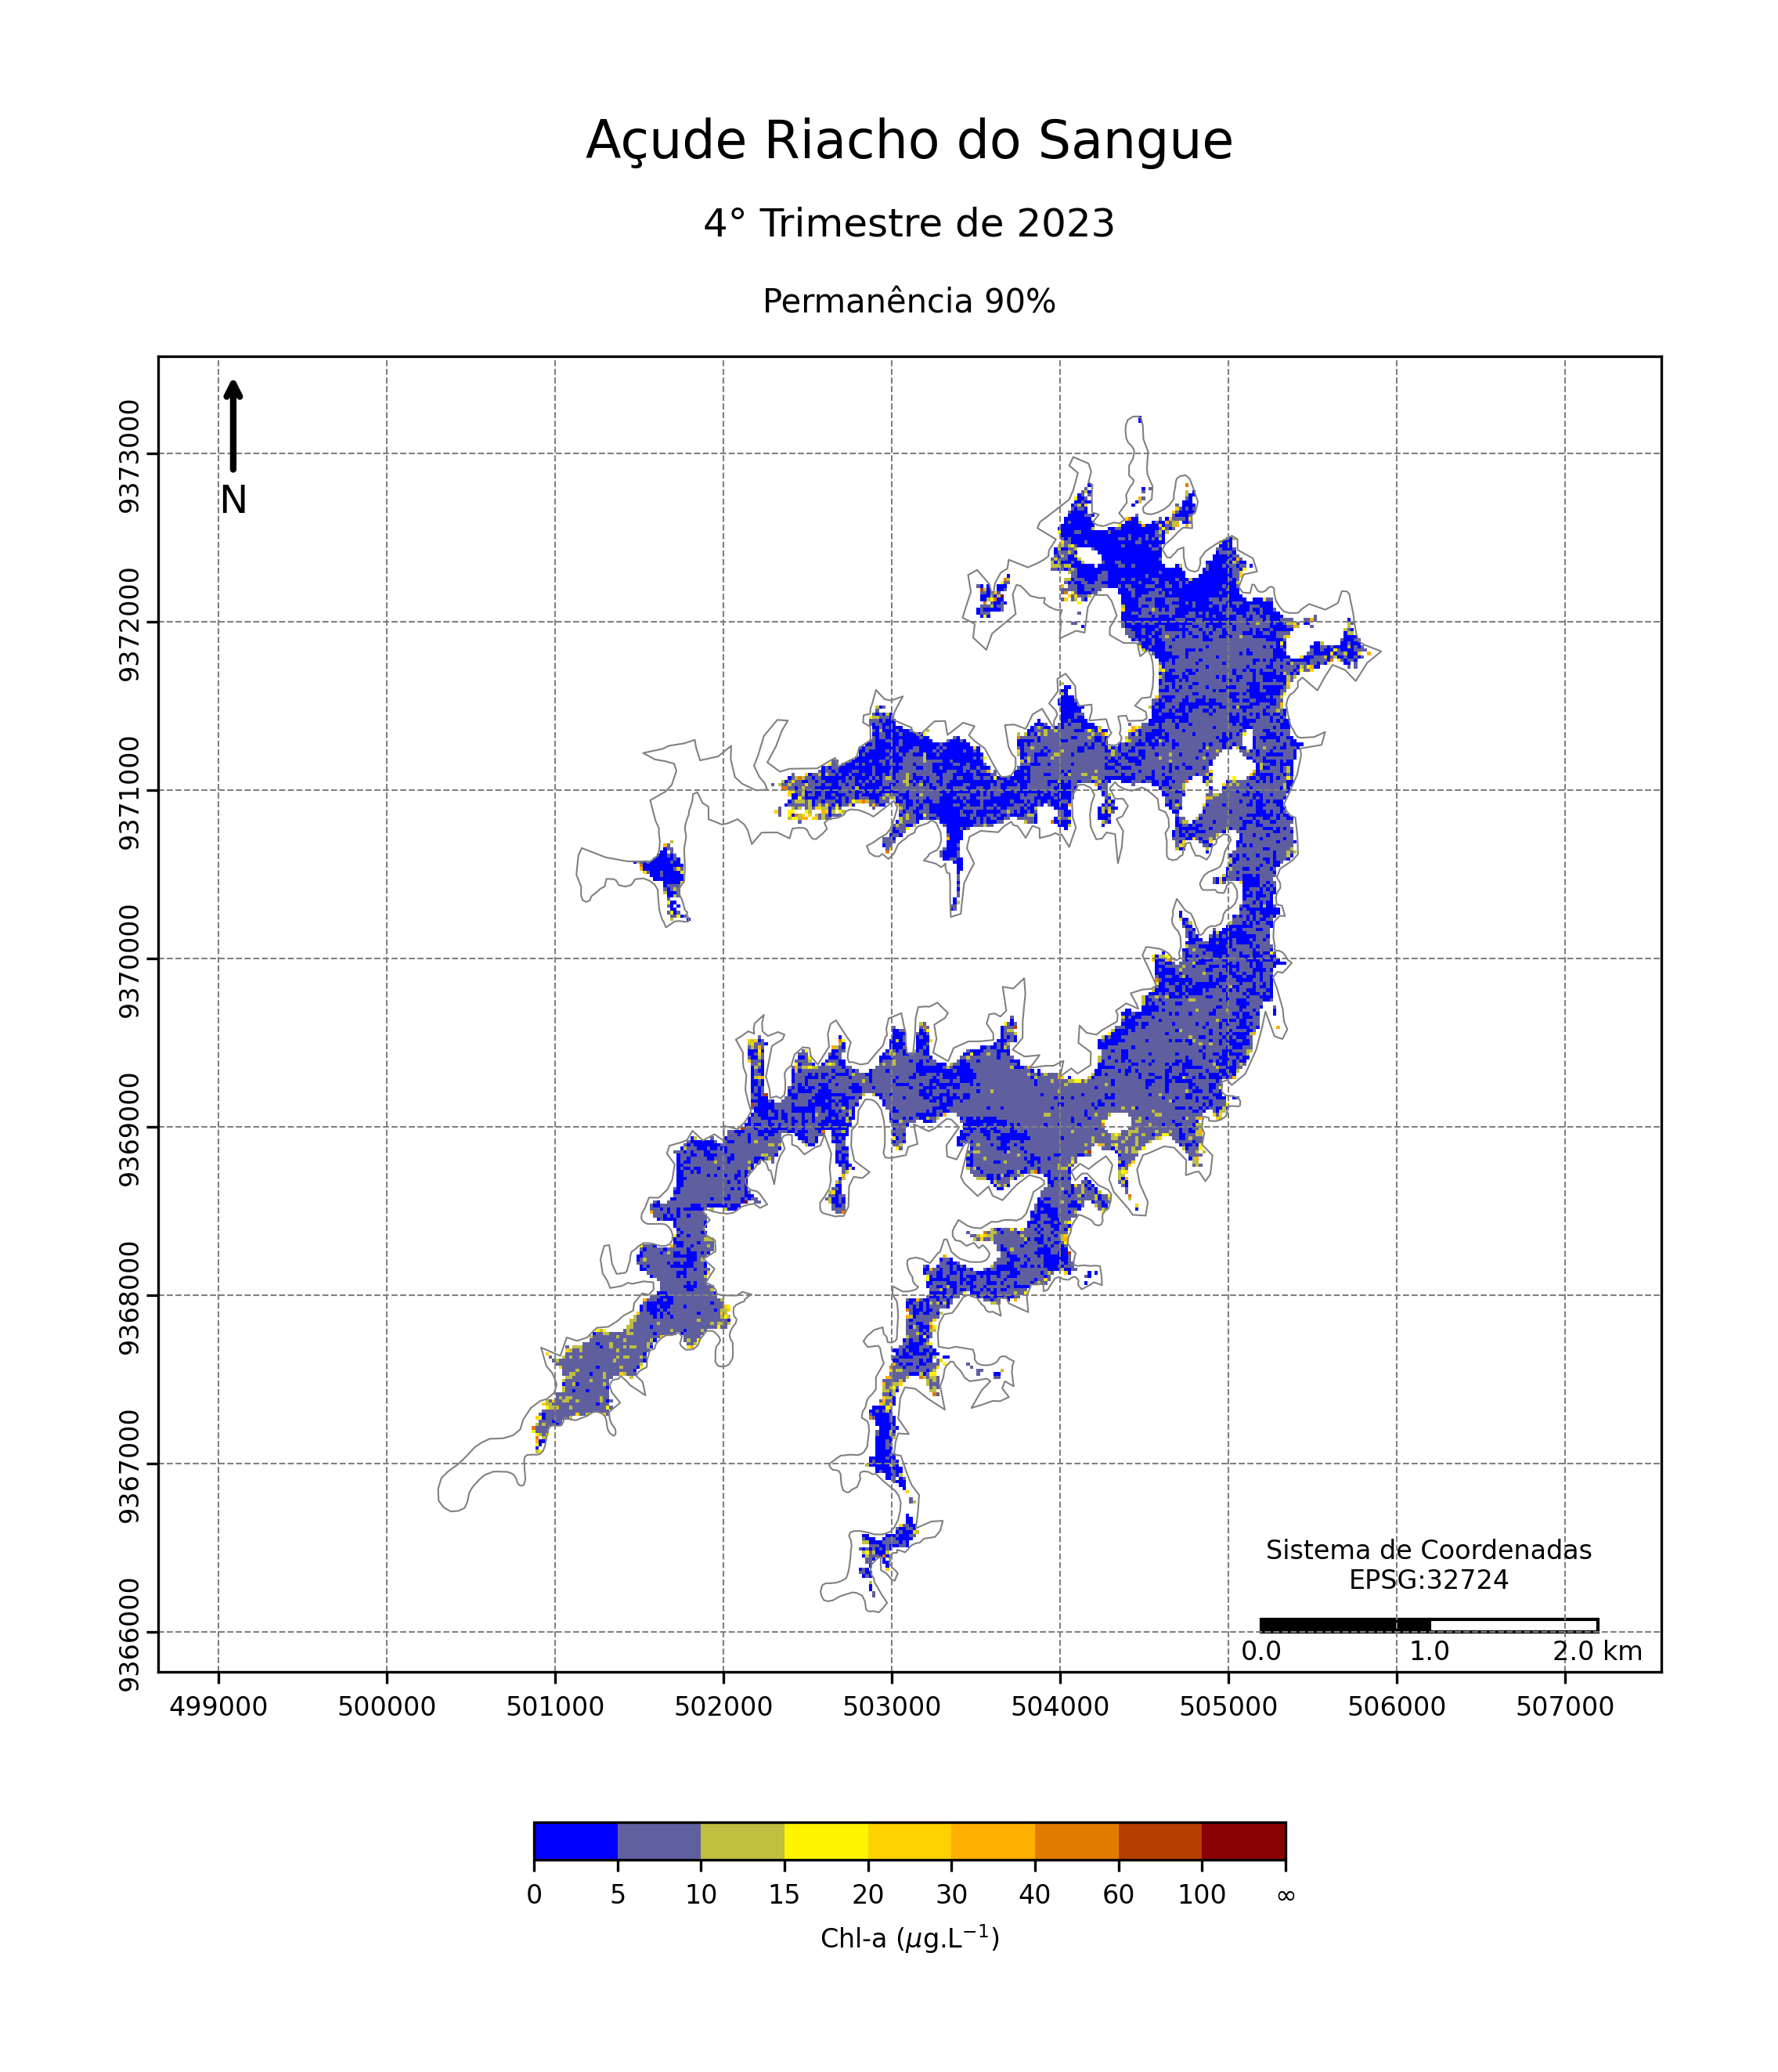 Açude Riacho do Sangue
4° Trimestre de 2023
Permanência 90%
N
9373000
9372000
9371000
9370000
9369000
9368000
9367000
9366000
Sistema de Coordenadas
EPSG:32724
0.0 1.0 2.0 km
499000 500000 501000 502000 503000 504000 505000 506000 507000
0 5 10 15 20 30 40 60 100 ∞
Chl-a (μg.L⁻¹)